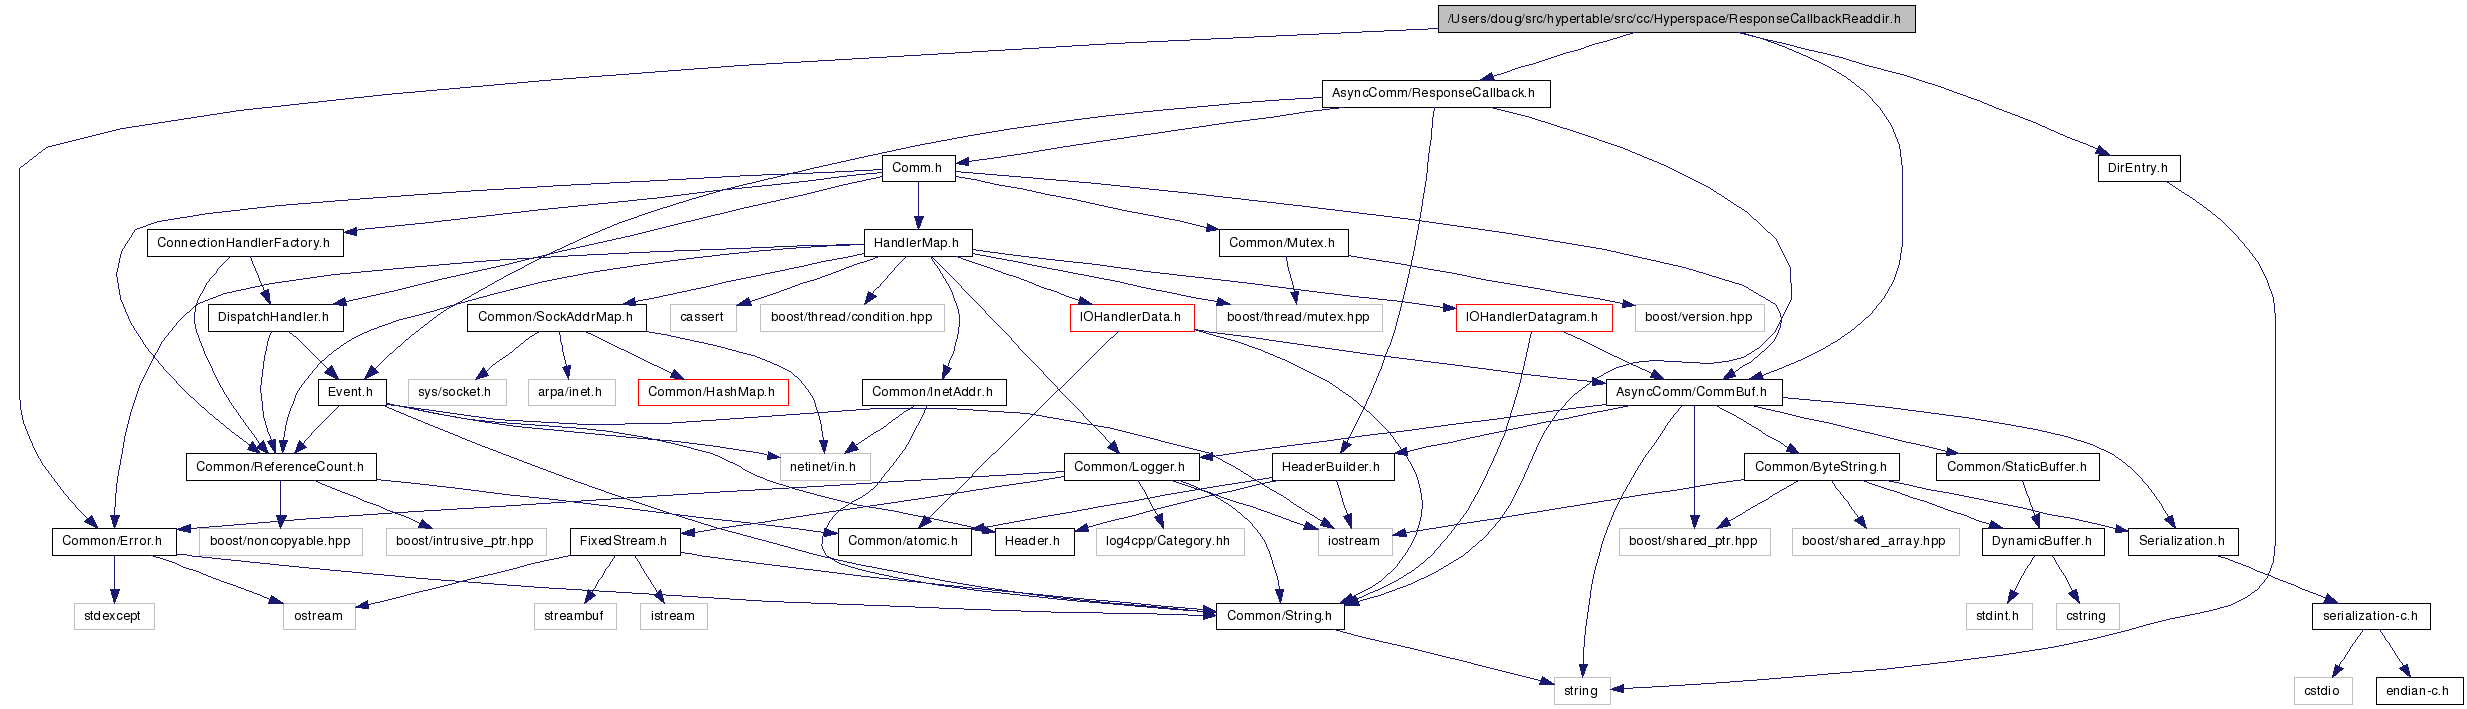 /Users/doug/src/hypertable/src/cc/Hyperspace/ResponseCallbackReaddir.h
AsyncComm/ResponseCallback.h
Comm.h
DirEntry.h
ConnectionHandlerFactory.h
HandlerMap.h
Common/Mutex.h
DispatchHandler.h
Common/SockAddrMap.h
cassert
boost/thread/condition.hpp
IOHandlerData.h
boost/thread/mutex.hpp
IOHandlerDatagram.h
boost/version.hpp
Event.h
sys/socket.h
arpa/inet.h
Common/HashMap.h
Common/InetAddr.h
AsyncComm/CommBuf.h
Common/ReferenceCount.h
netinet/in.h
Common/Logger.h
HeaderBuilder.h
Common/ByteString.h
Common/StaticBuffer.h
Common/Error.h
boost/noncopyable.hpp
boost/intrusive_ptr.hpp
FixedStream.h
Common/atomic.h
Header.h
log4cpp/Category.hh
iostream
boost/shared_ptr.hpp
boost/shared_array.hpp
DynamicBuffer.h
Serialization.h
stdexcept
ostream
streambuf
istream
Common/String.h
stdint.h
cstring
serialization-c.h
string
cstdio
endian-c.h